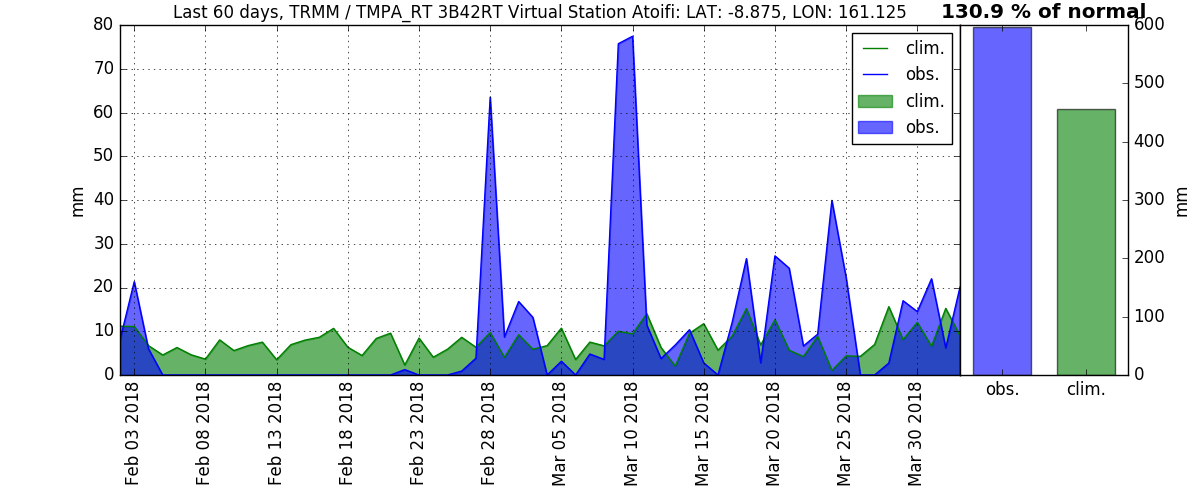 Last 60 days, TRMM / TMPA_RT 3B42RT Virtual Station Atoifi: LAT: -8.875, LON: 161.125
130.9 % of normal
80
70
60
50
40
30
20
10
0
mm
clim.
obs.
clim.
obs.
Feb 03 2018
Feb 08 2018
Feb 13 2018
Feb 18 2018
Feb 23 2018
Feb 28 2018
Mar 05 2018
Mar 10 2018
Mar 15 2018
Mar 20 2018
Mar 25 2018
Mar 30 2018
600
500
400
300
200
100
0
mm
obs.
clim.